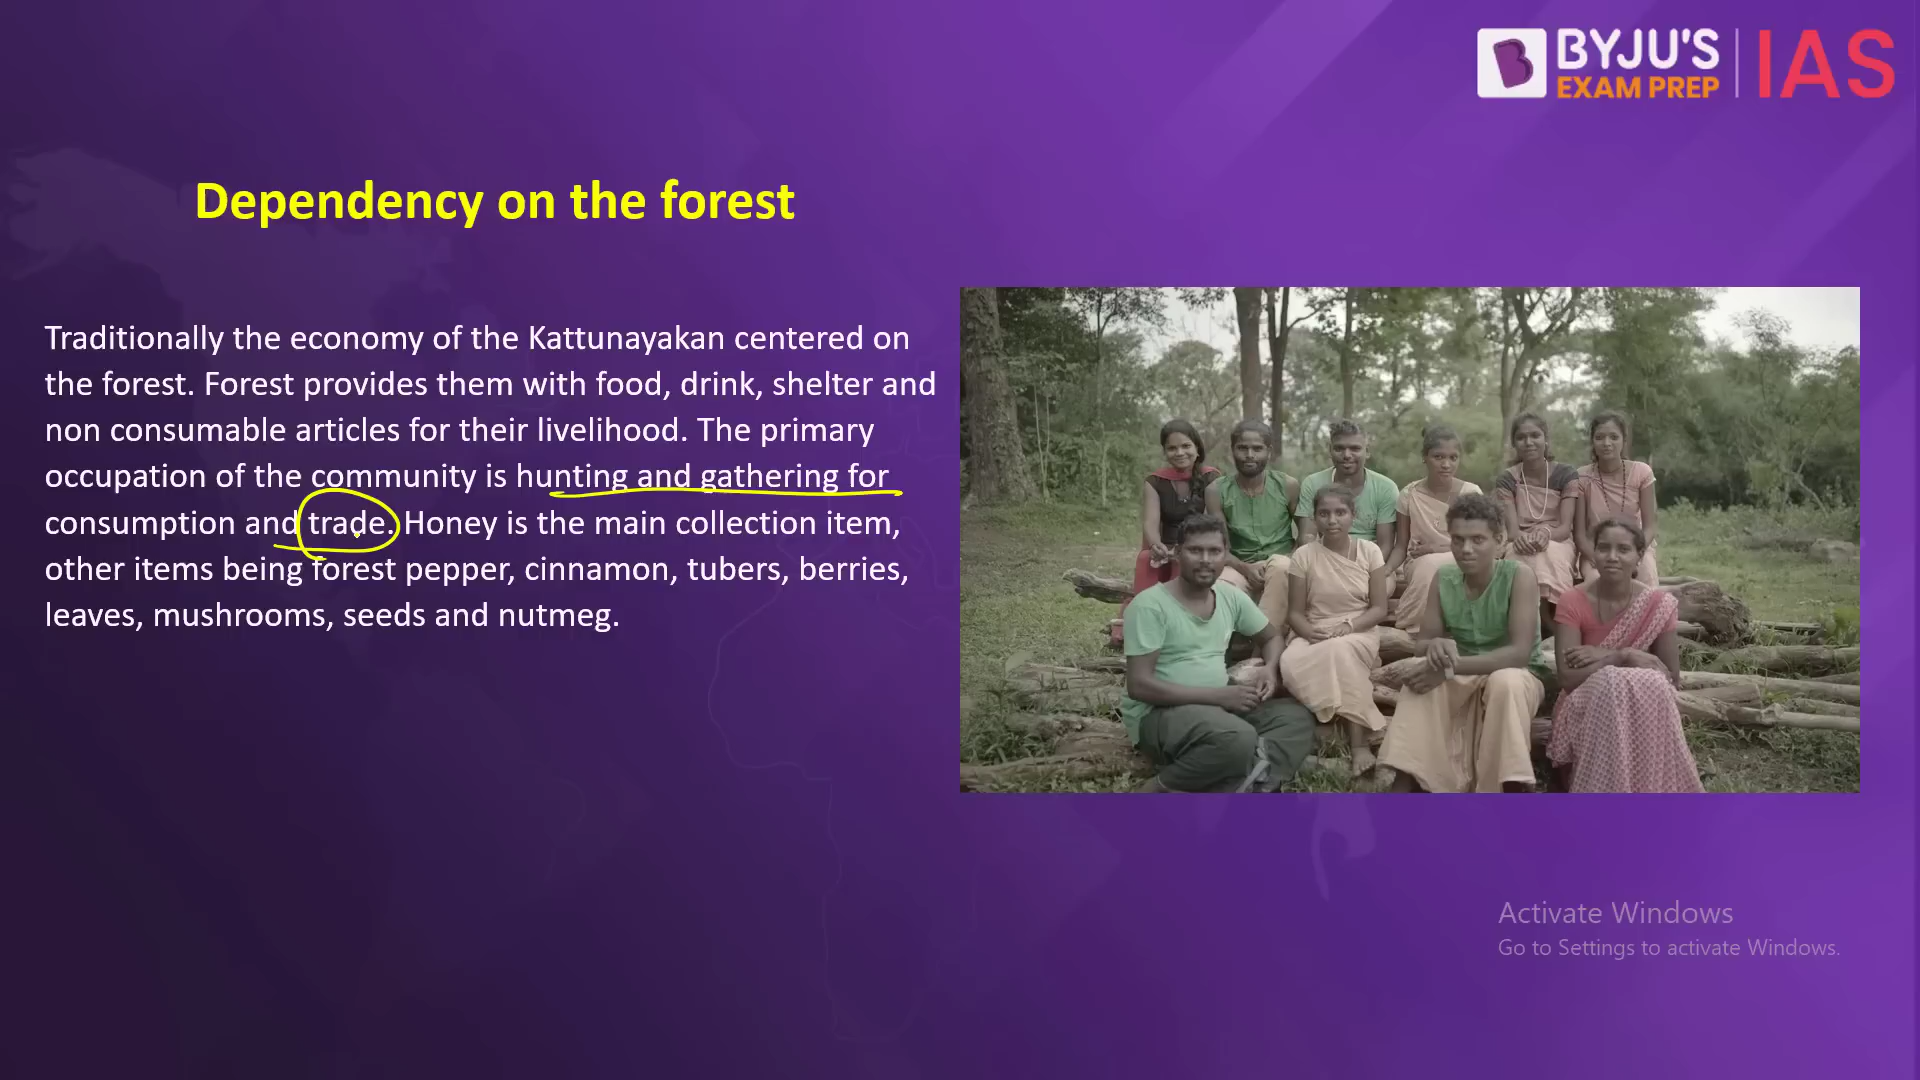 BYJU'S
EXAM PREP
IAS
Dependency on the forest
Traditionally the economy of the Kattunayakan centered on
the forest. Forest provides them with food, drink, shelter and
non consumable articles for their livelihood. The primary
occupation of the community is hunting and gathering for
consumption and trade. Honey is the main collection item,
other items being forest pepper, cinnamon, tubers, berries,
leaves, mushrooms, seeds and nutmeg.
Activate Windows
Go to Settings to activate Windows.